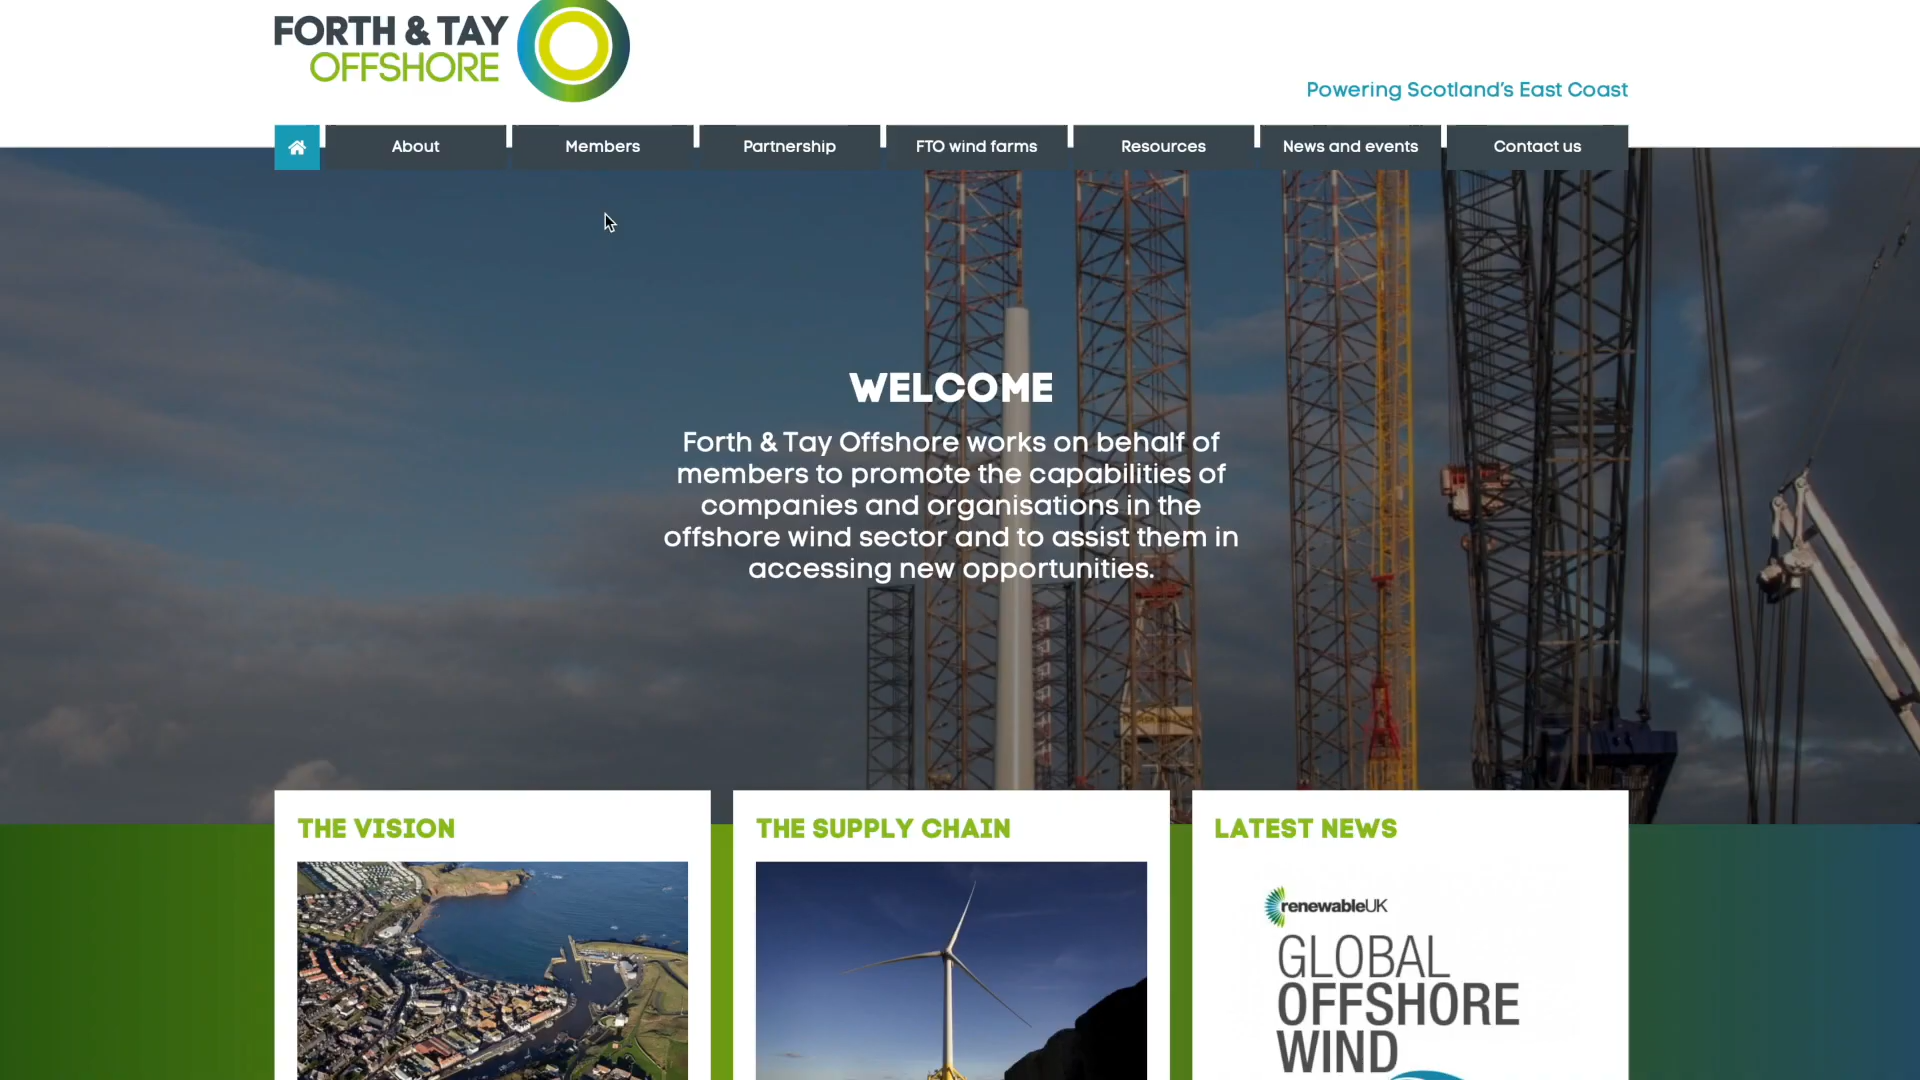 FORTH & TAY
OFFSHORE
Powering Scotland's East Coast
About
Members
Partnership
FTO wind farms
Resources
News and events
Contact us
WELCOME
Forth & Tay Offshore works on behalf of
members to promote the capabilities of
companies and organisations in the
offshore wind sector and to assist them in
accessing new opportunities.
THE VISION
THE SUPPLY CHAIN
LATEST NEWS
renewableUK
GLOBAL
OFFSHORE
WIND